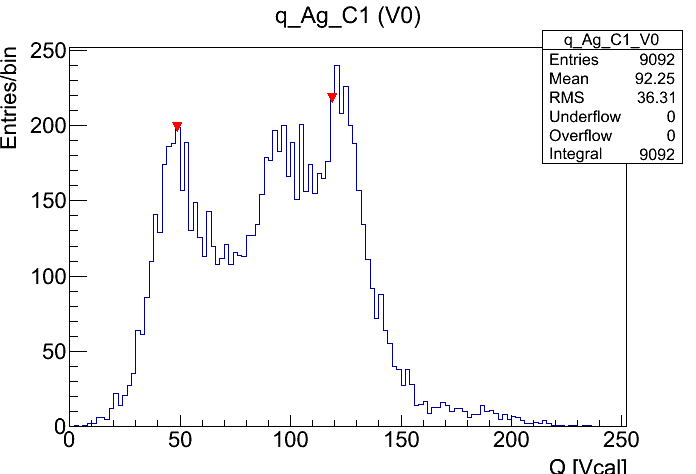 q_Ag_C1 (V0)
q_Ag_C1_V0
Entries 9092
Mean 92.25
RMS 36.31
Underflow 0
Overflow 0
Integral 9092
Entries/bin
250
200
150
100
50
0
0 50 100 150 200 250
Q [Vcal]